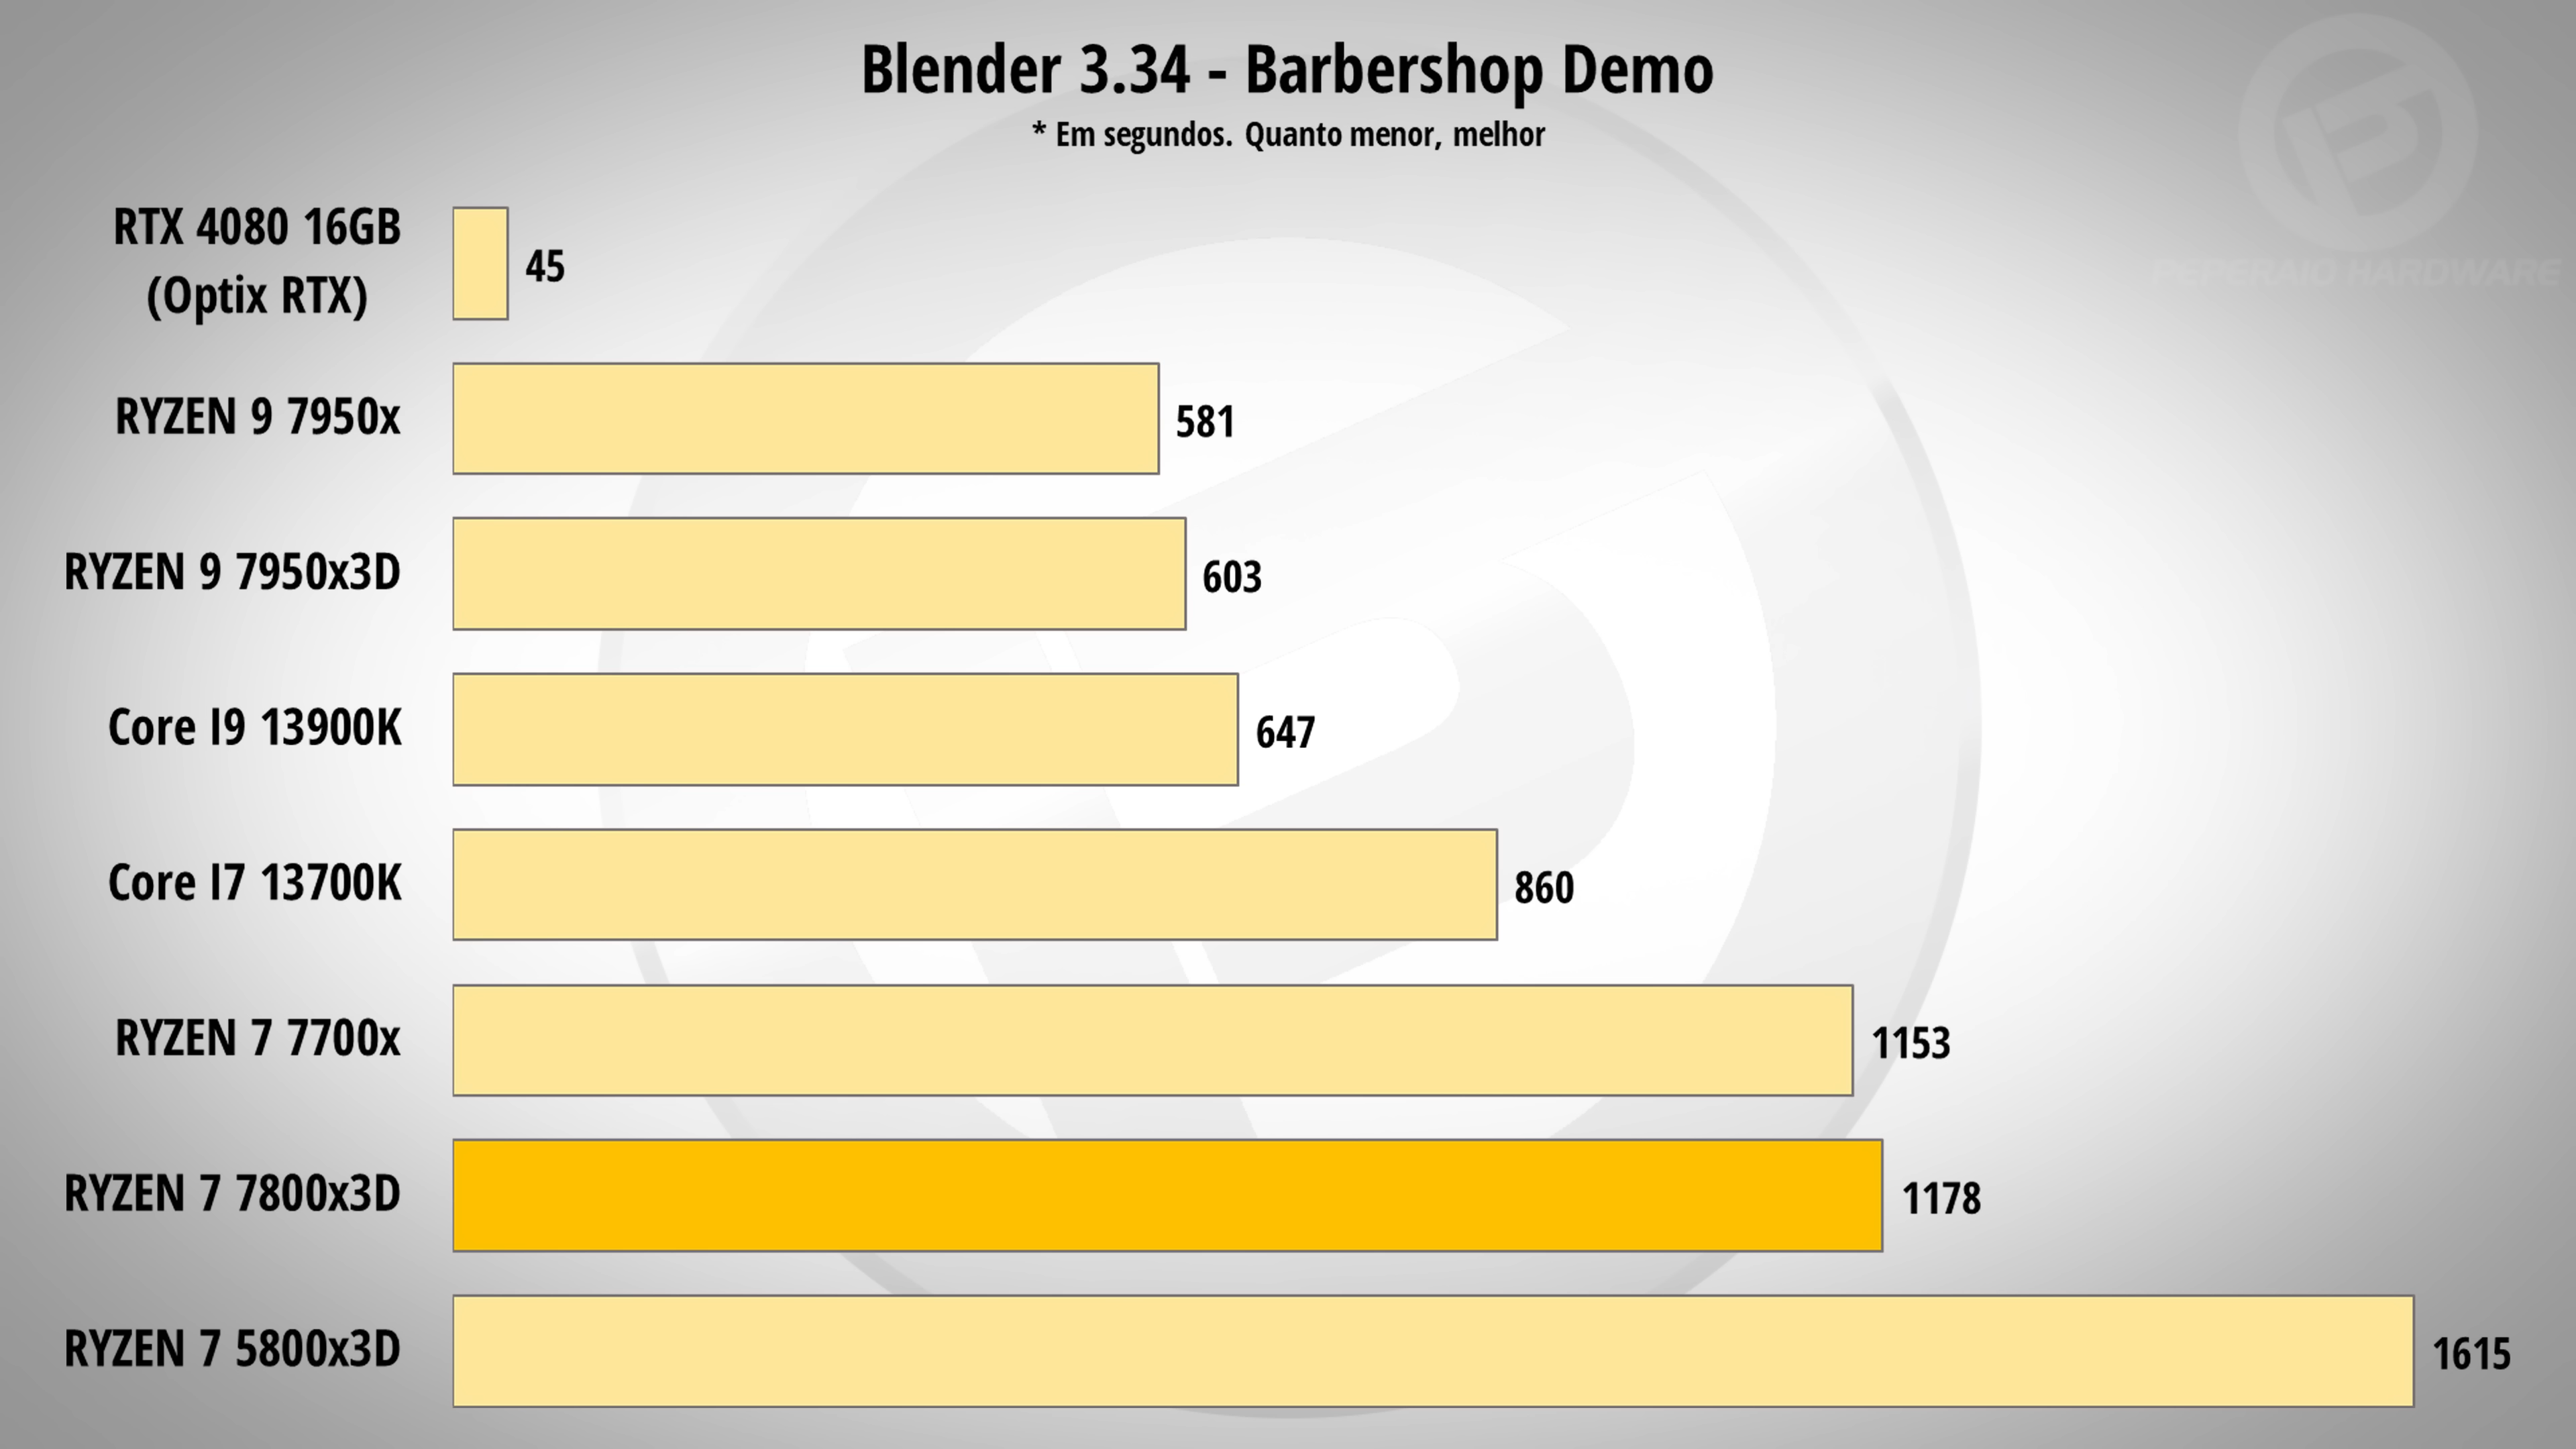 Blender 3.34 - Barbershop Demo
* Em segundos. Quanto menor, melhor
PEPERAIO HARDWARE
RTX 4080 16GB
(Optix RTX)
45
RYZEN 9 7950x
581
RYZEN 9 7950x3D
603
Core I9 13900K
647
Core I7 13700K
860
RYZEN 7 7700x
1153
RYZEN 7 7800x3D
1178
RYZEN 7 5800x3D
1615